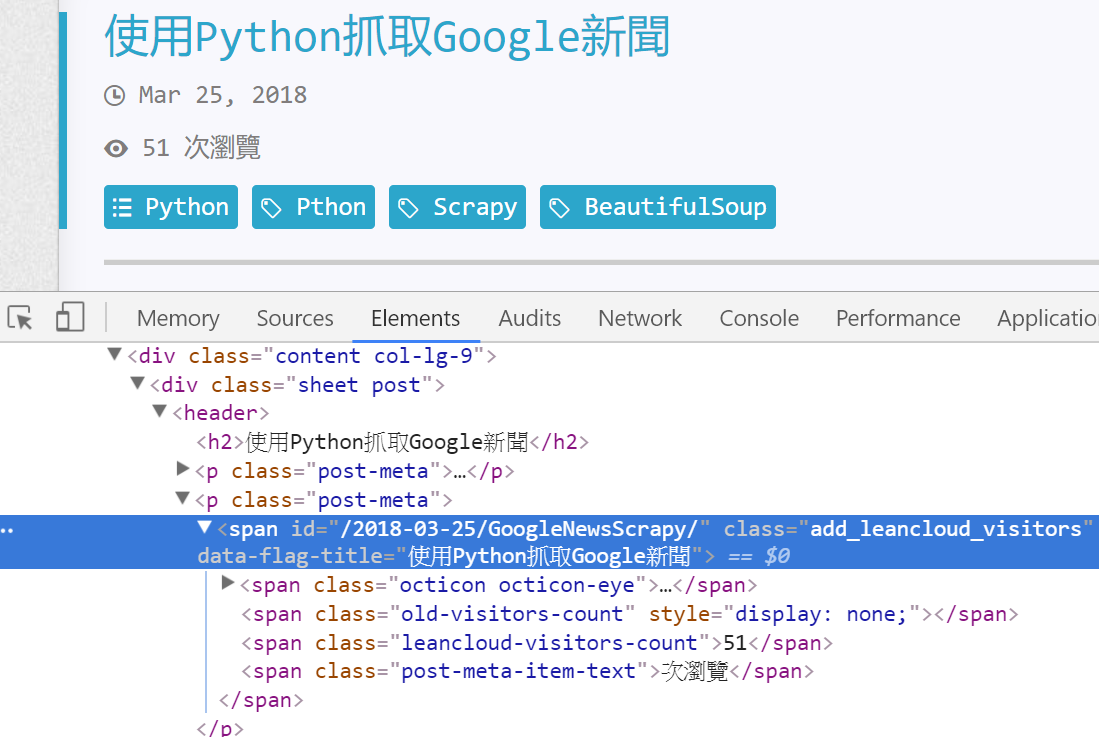 使用Python抓取Google新聞
Mar 25, 2018
51 次瀏覽
Python Pthon Scrapy BeautifulSoup
Memory Sources Elements Audits Network Console Performance Applicatio
<div class="content col-lg-9">
<div class="sheet post">
<header>
<h2>使用Python抓取Google新聞</h2>
<p class="post-meta">…</p>
<p class="post-meta">
<span id="/2018-03-25/GoogleNewsScrapy/" class="add_leancloud_visitors"
data-flag-title="使用Python抓取Google新聞"> == $0
<span class="octicon octicon-eye">…</span>
<span class="old-visitors-count" style="display: none;"></span>
<span class="leancloud-visitors-count">51</span>
<span class="post-meta-item-text">次瀏覽</span>
</span>
</p>